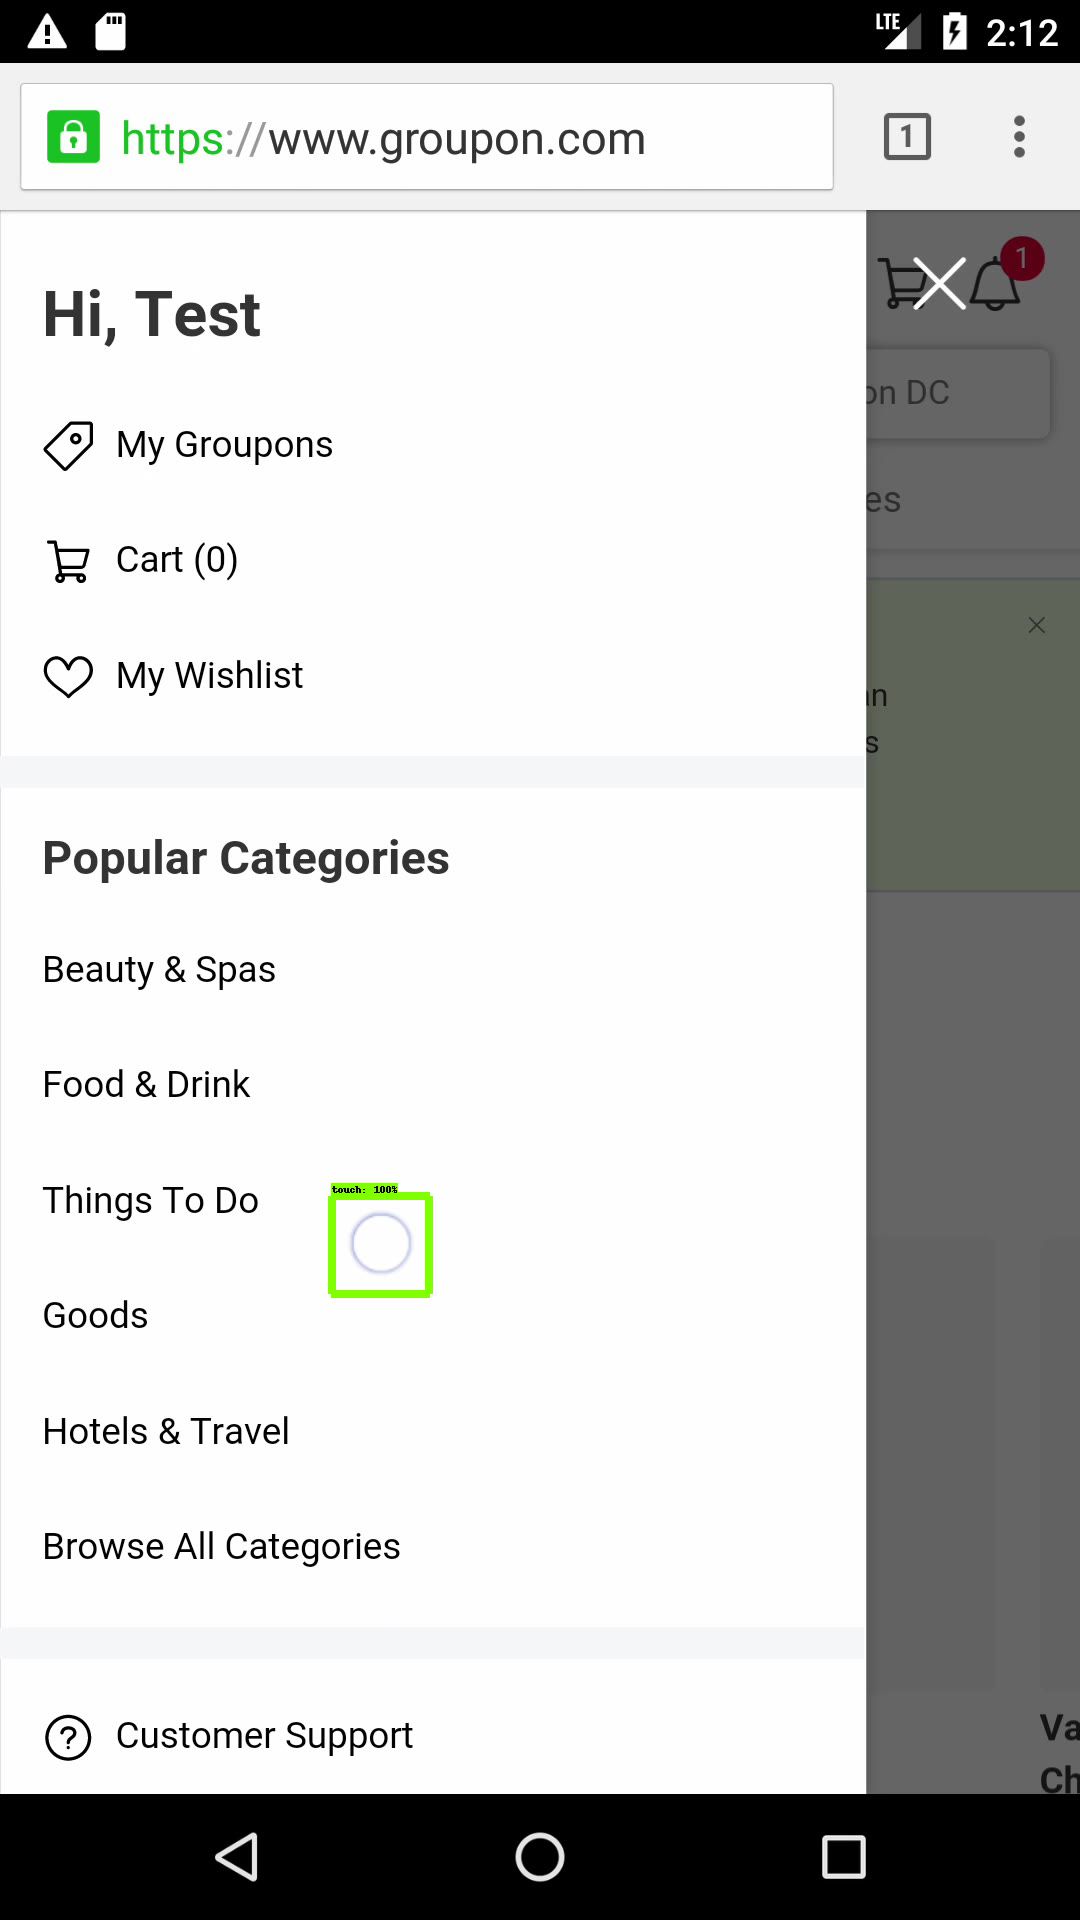 LTE 2:12
https://www.groupon.com 1
1
Hi, Test
on DC
My Groupons
es
Cart (0)
an
My Wishlist
s
Popular Categories
Beauty & Spas
Food & Drink
touch: 100%
Things To Do
Goods
Hotels & Travel
Browse All Categories
Customer Support
Va
Ch